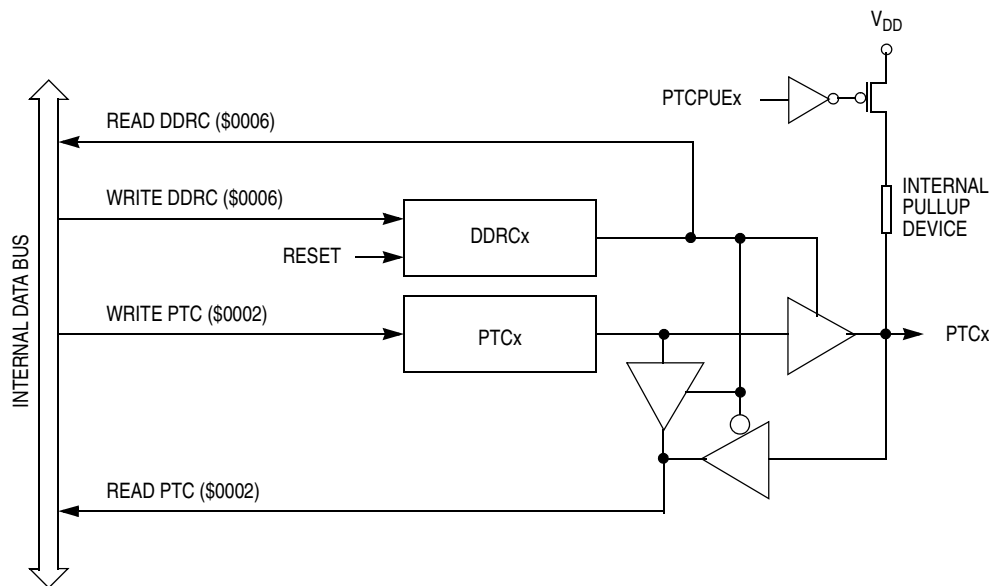 V_DD
PTCPUEx
READ DDRC ($0006)
WRITE DDRC ($0006)
INTERNAL
PULLUP
DEVICE
DDRCx
RESET
WRITE PTC ($0002)
PTCx
PTCx
READ PTC ($0002)
INTERNAL DATA BUS